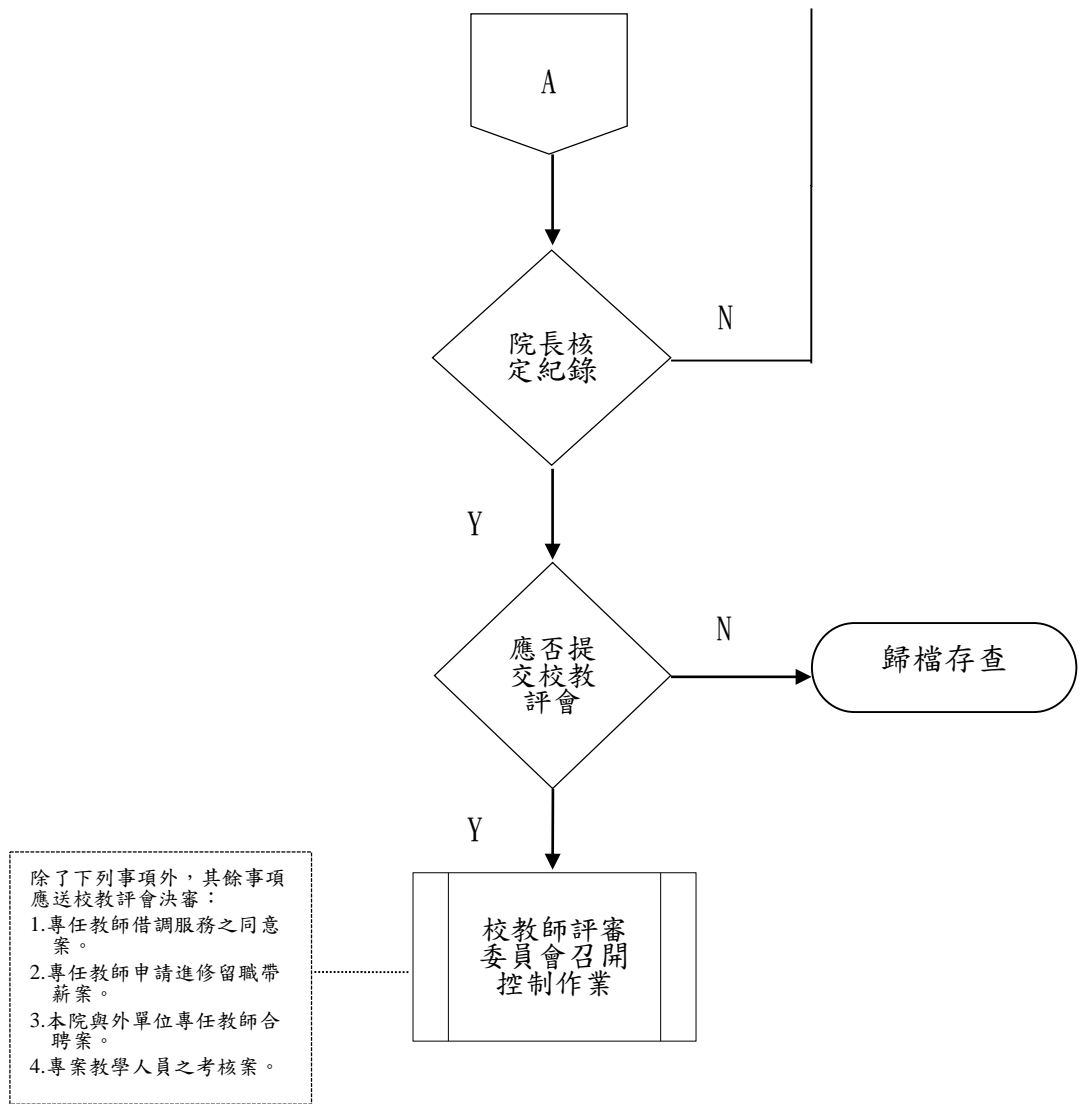 A
院長核
定紀錄
N
Y
應否提
交校教
評會
N
歸檔存查
Y
除了下列事項外，其餘事項
應送校教評會決審：
1.專任教師借調服務之同意
案。
2.專任教師申請進修留職帶
薪案。
3.本院與外單位專任教師合
聘案。
4.專案教學人員之考核案。
校教師評審
委員會召開
控制作業